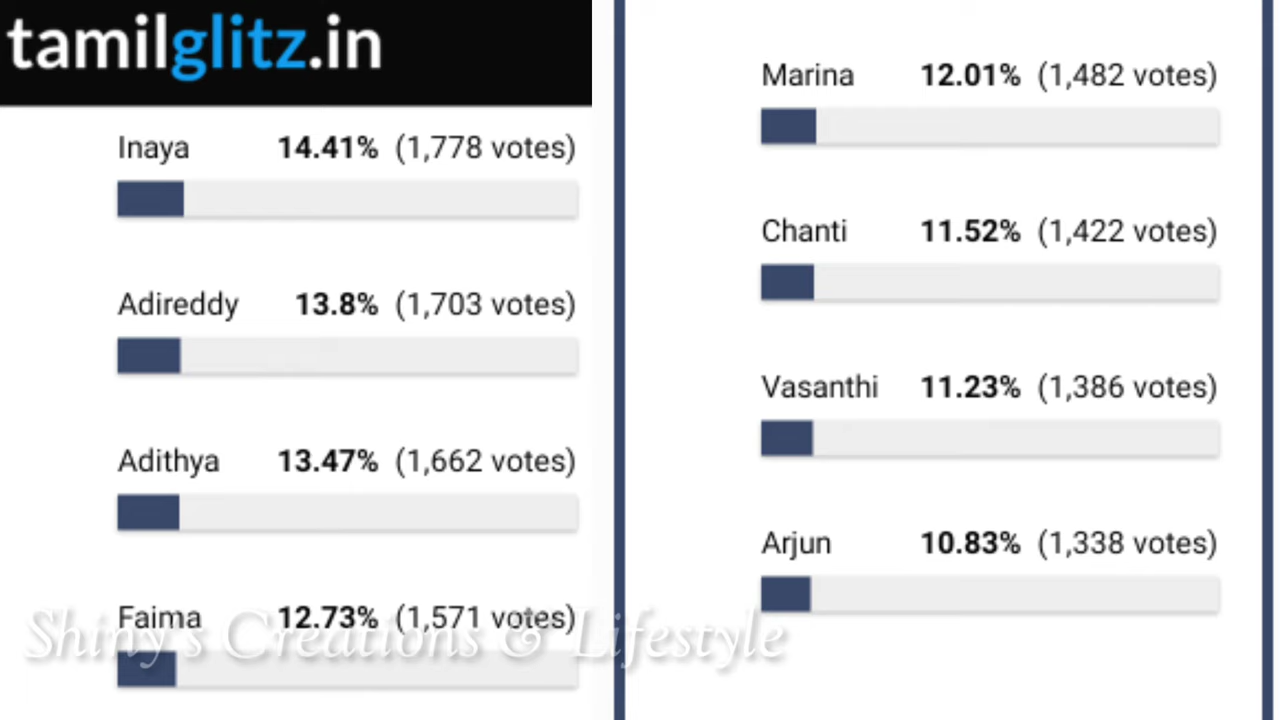 tamilglitz.in
Inaya 14.41% (1,778 votes)
Adireddy 13.8% (1,703 votes)
Adithya 13.47% (1,662 votes)
Faima 12.73% (1,571 votes)
Shiny's Creations & Lifestyle
Marina 12.01% (1,482 votes)
Chanti 11.52% (1,422 votes)
Vasanthi 11.23% (1,386 votes)
Arjun 10.83% (1,338 votes)